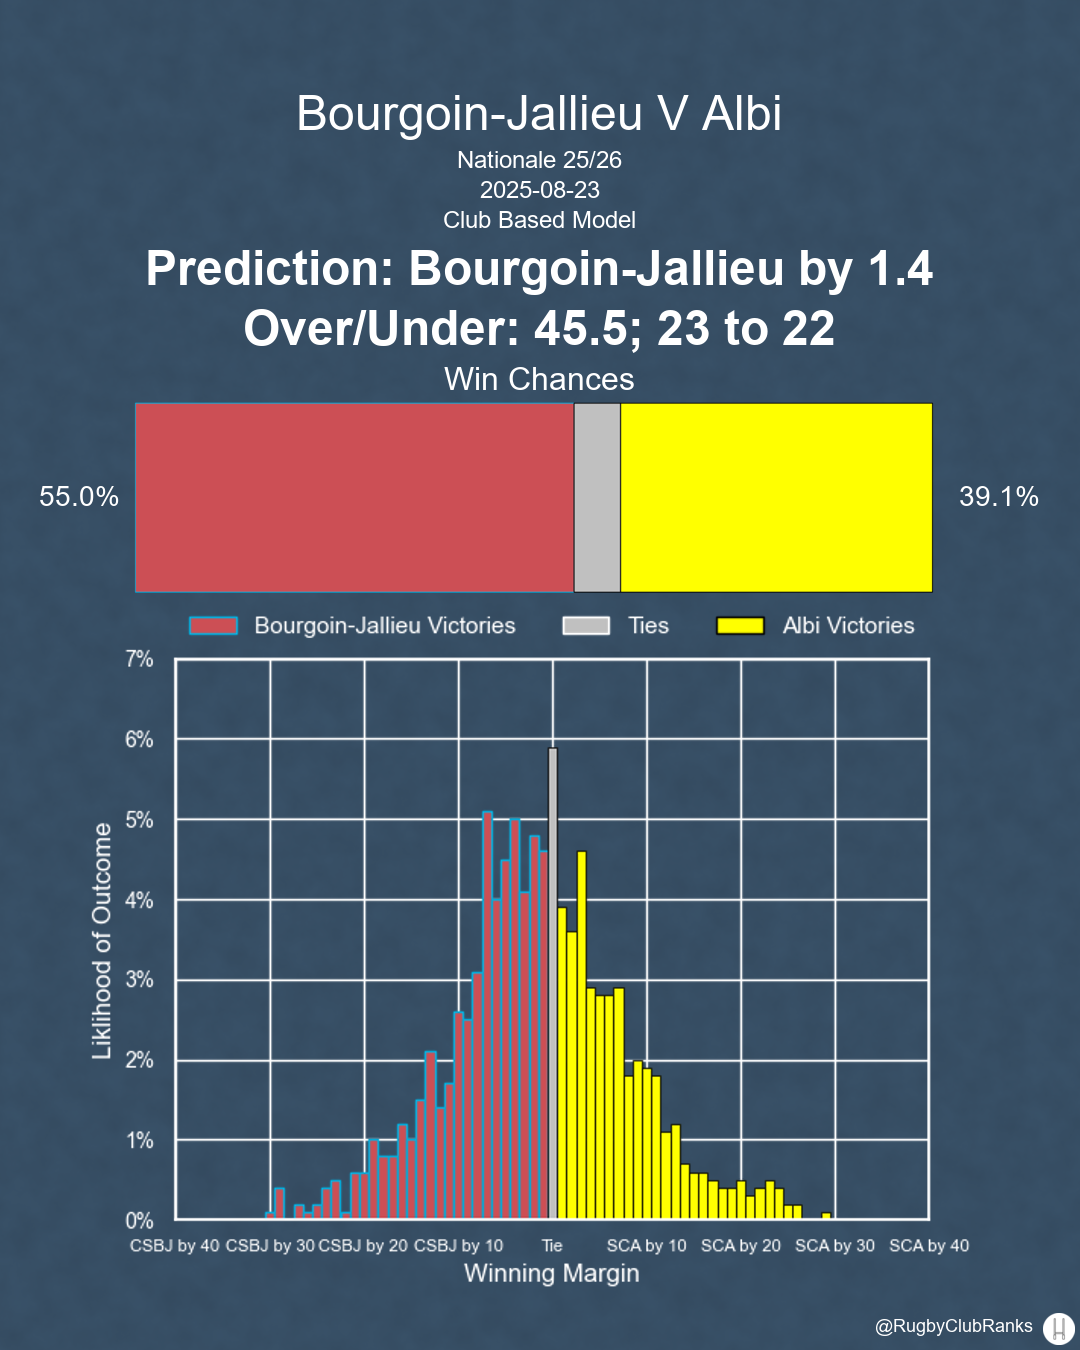 Bourgoin-Jallieu V Albi
Nationale 25/26
2025-08-23
Club Based Model
Prediction: Bourgoin-Jallieu by 1.4
Over/Under: 45.5; 23 to 22
Win Chances
55.0%
39.1%
Bourgoin-Jallieu Victories
Ties
Albi Victories
7%
6%
5%
4%
3%
2%
1%
0%
Liklihood of Outcome
CSBJ by 40
CSBJ by 30
CSBJ by 20
CSBJ by 10
Tie
SCA by 10
SCA by 20
SCA by 30
SCA by 40
Winning Margin
@RugbyClubRanks